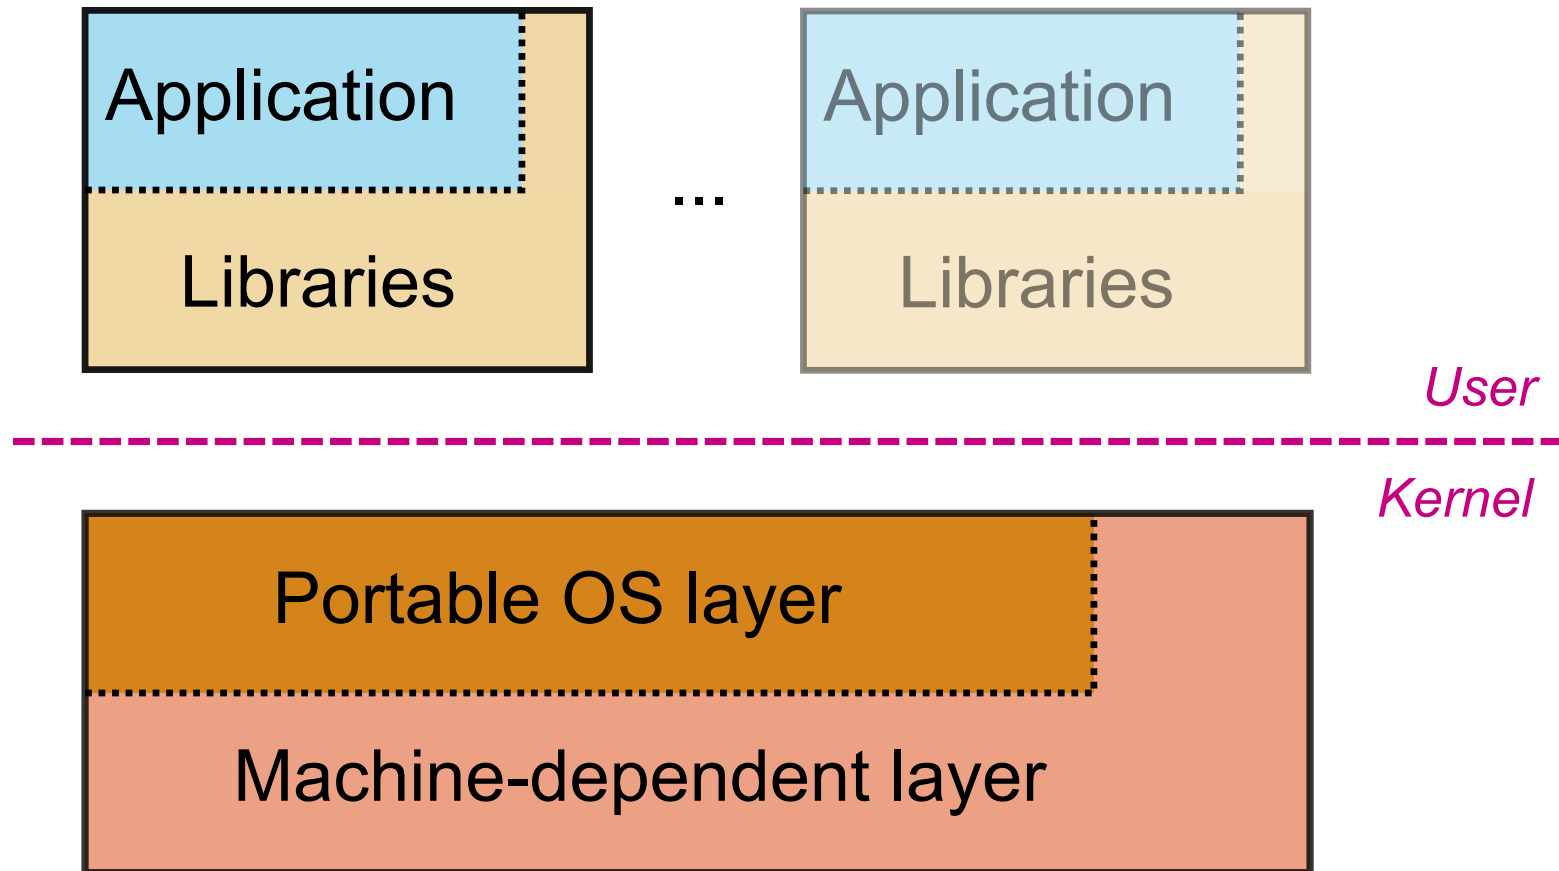 Application
Libraries
...
Application
Libraries
User
Kernel
Portable OS layer
Machine-dependent layer